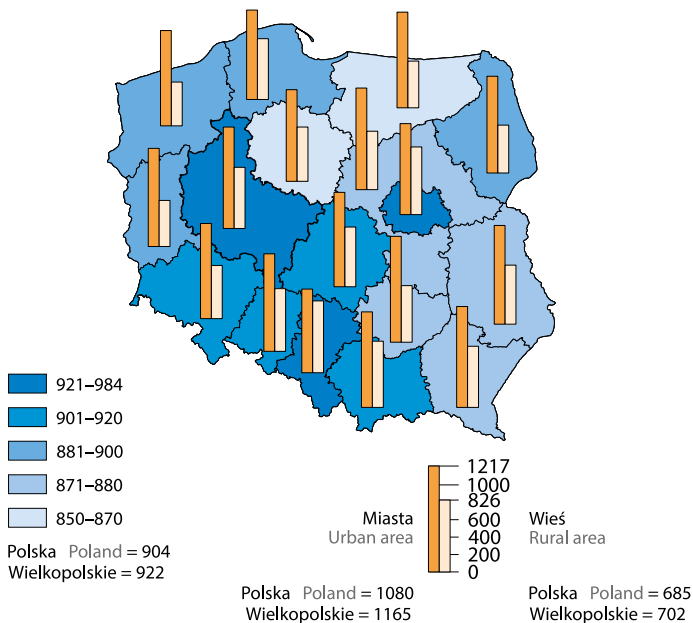 921–984
901–920
881–900
871–880
850–870
Polska Poland = 904
Wielkopolskie = 922
Miasta
Urban area
1217
1000
826
600
400
200
0
Wieś
Rural area
Polska Poland = 1080
Wielkopolskie = 1165
Polska Poland = 685
Wielkopolskie = 702